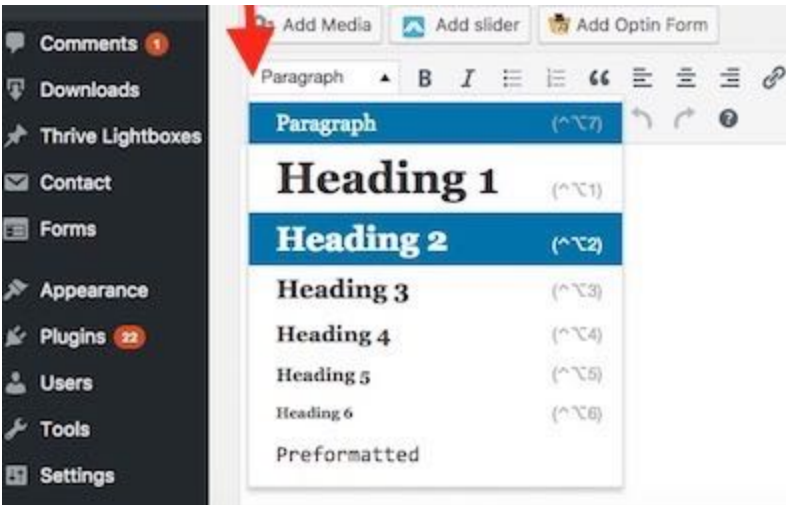 Comments 1
Downloads
Thrive Lightboxes
Contact
Forms
Appearance
Plugins 22
Users
Tools
Settings
Add Media Add slider Add Optin Form
Paragraph B I
Paragraph (^⌥7)
Heading 1 (^⌥1)
Heading 2 (^⌥2)
Heading 3 (^⌥3)
Heading 4 (^⌥4)
Heading 5 (^⌥5)
Heading 6 (^⌥6)
Preformatted